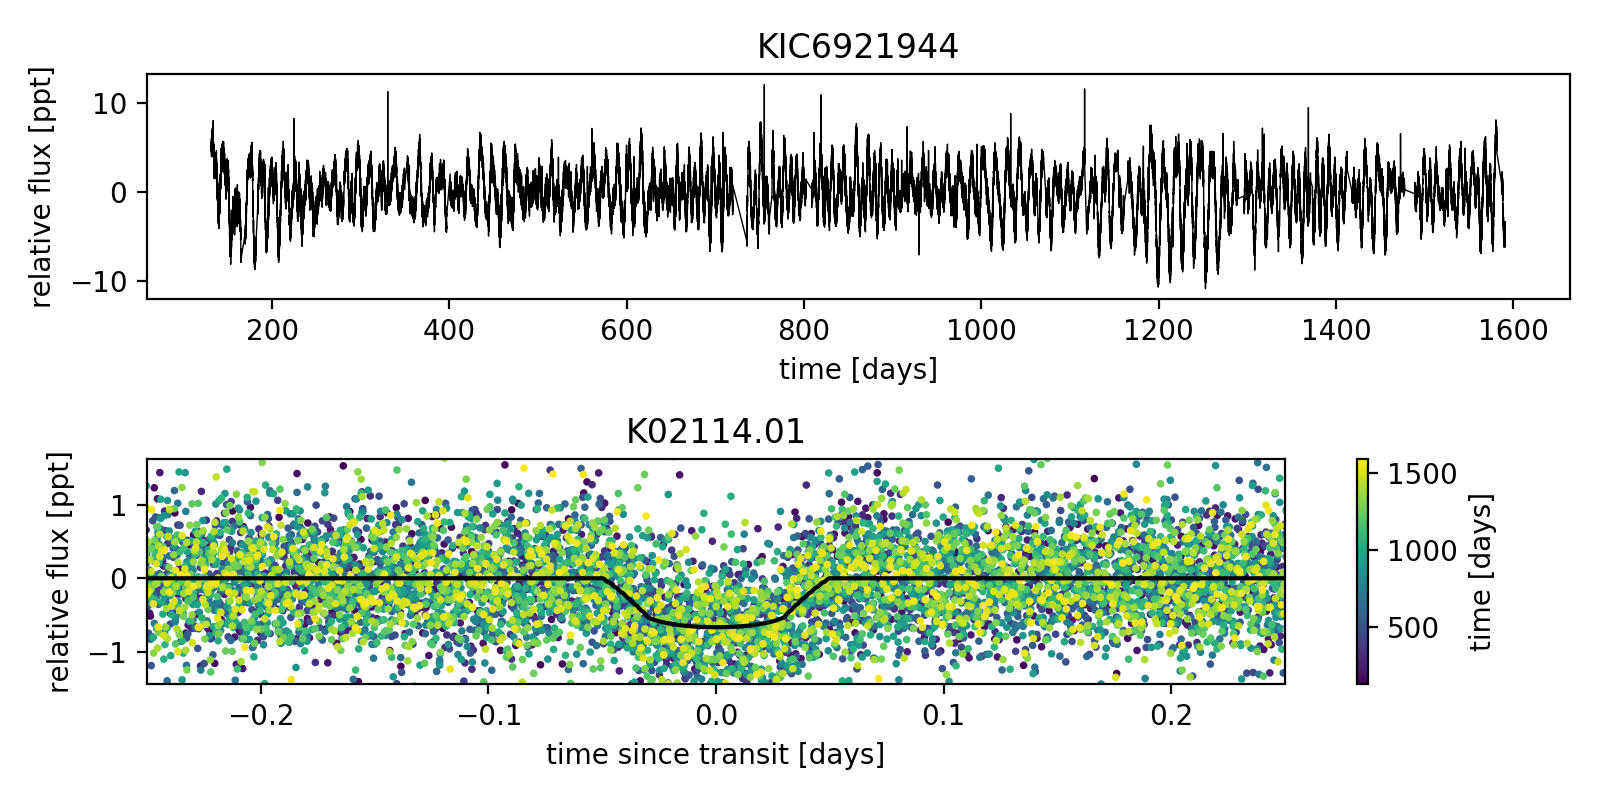 KIC6921944
relative flux [ppt]
10
0
−10
200 400 600 800 1000 1200 1400 1600
time [days]
K02114.01
relative flux [ppt]
1
0
−1
−0.2 −0.1 0.0 0.1 0.2
time since transit [days]
1500
1000
500
time [days]